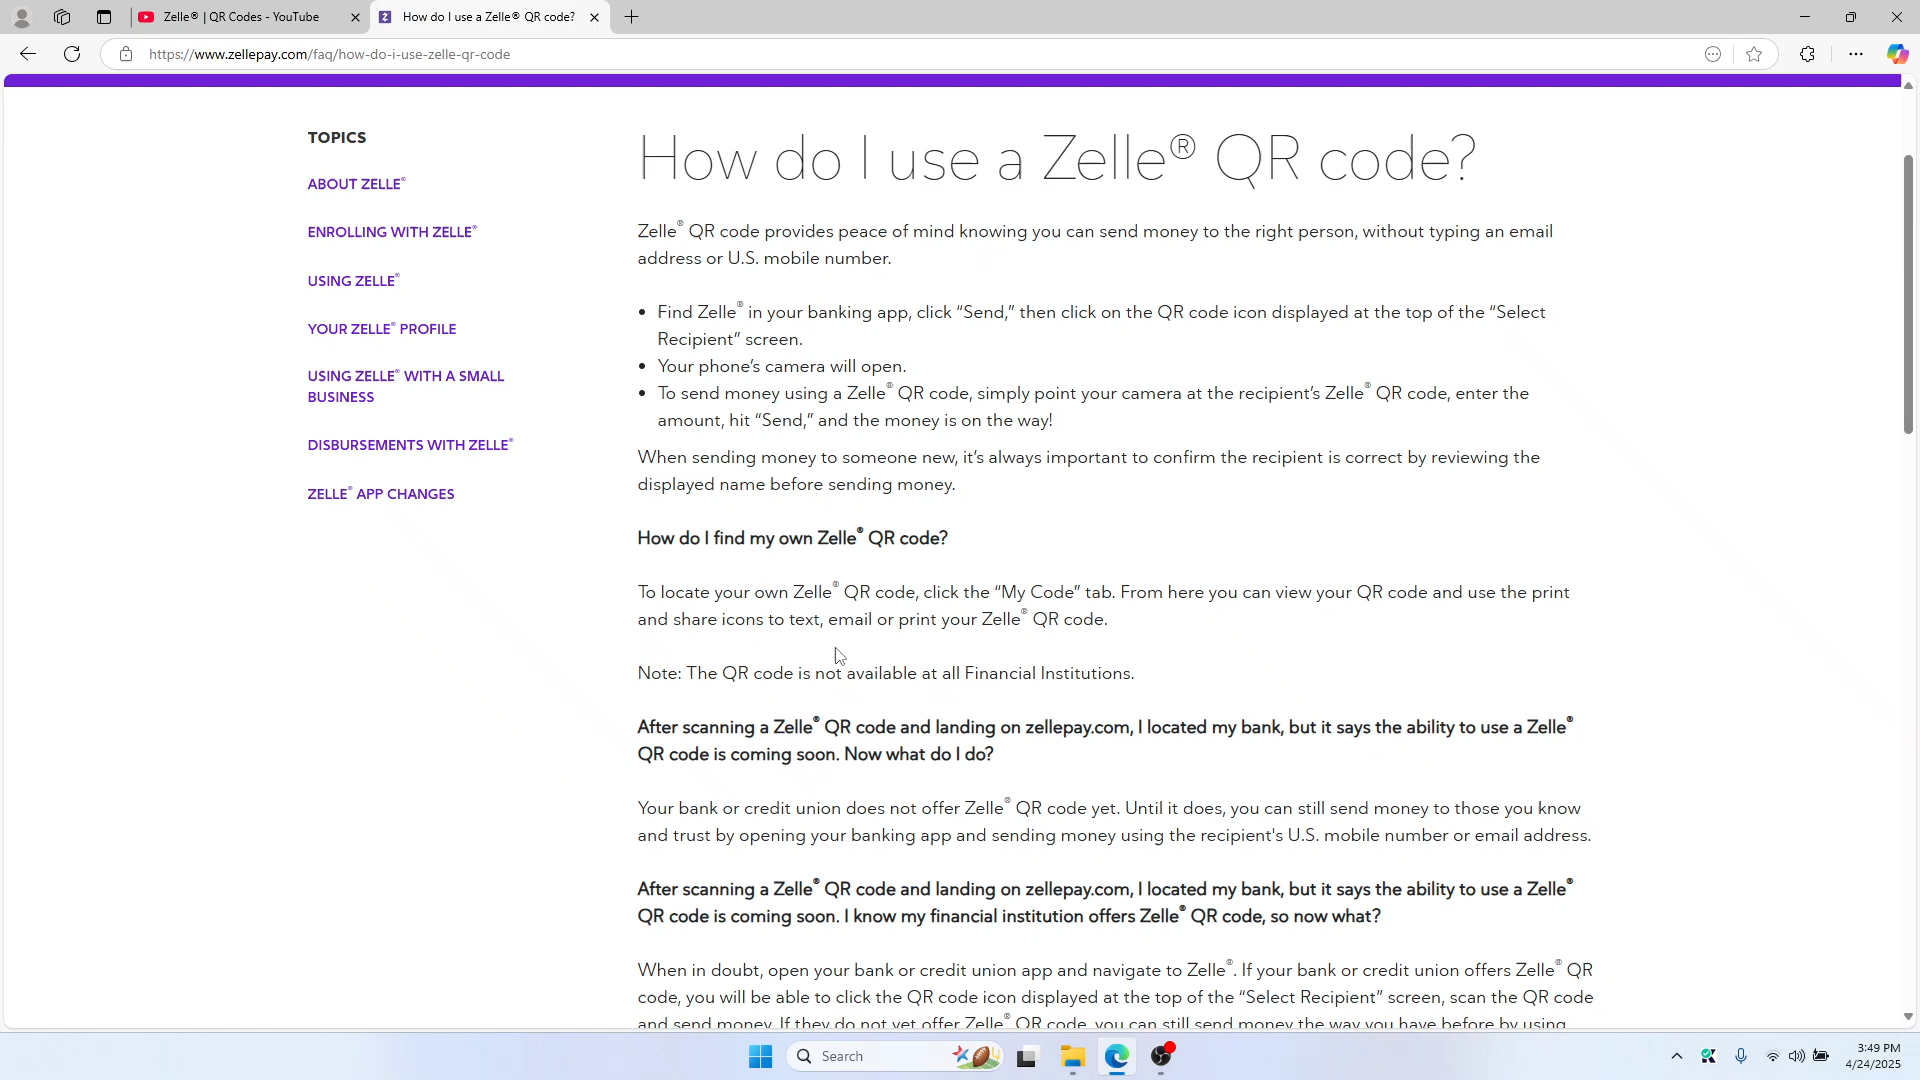 Zelle® | QR Codes - YouTube
How do I use a Zelle® QR code?
https://www.zellepay.com/faq/how-do-i-use-zelle-qr-code
TOPICS
ABOUT ZELLE®
ENROLLING WITH ZELLE®
USING ZELLE®
YOUR ZELLE® PROFILE
USING ZELLE® WITH A SMALL
BUSINESS
DISBURSEMENTS WITH ZELLE®
ZELLE® APP CHANGES
How do I use a Zelle® QR code?
Zelle® QR code provides peace of mind knowing you can send money to the right person, without typing an email
address or U.S. mobile number.
• Find Zelle® in your banking app, click “Send,” then click on the QR code icon displayed at the top of the “Select
Recipient” screen.
• Your phone’s camera will open.
• To send money using a Zelle® QR code, simply point your camera at the recipient’s Zelle® QR code, enter the
amount, hit “Send,” and the money is on the way!
When sending money to someone new, it’s always important to confirm the recipient is correct by reviewing the
displayed name before sending money.
How do I find my own Zelle® QR code?
To locate your own Zelle® QR code, click the “My Code” tab. From here you can view your QR code and use the print
and share icons to text, email or print your Zelle® QR code.
Note: The QR code is not available at all Financial Institutions.
After scanning a Zelle® QR code and landing on zellepay.com, I located my bank, but it says the ability to use a Zelle®
QR code is coming soon. Now what do I do?
Your bank or credit union does not offer Zelle® QR code yet. Until it does, you can still send money to those you know
and trust by opening your banking app and sending money using the recipient's U.S. mobile number or email address.
After scanning a Zelle® QR code and landing on zellepay.com, I located my bank, but it says the ability to use a Zelle®
QR code is coming soon. I know my financial institution offers Zelle® QR code, so now what?
When in doubt, open your bank or credit union app and navigate to Zelle®. If your bank or credit union offers Zelle® QR
code, you will be able to click the QR code icon displayed at the top of the “Select Recipient” screen, scan the QR code
and send money. If they do not yet offer Zelle® QR code, you can still send money the way you have before by using
Search
3:49 PM
4/24/2025